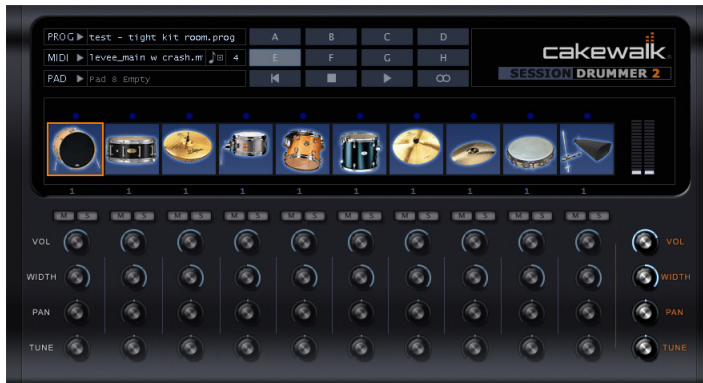 PROG test - tight kit room.prog A B C D
MIDI levee_main w crash.m 4 E F G H
PAD Pad 8 Empty
cakewalk
SESSION DRUMMER 2
1 1 1 1 1 1 1 1 1 1
M S M S M S M S M S M S M S M S M S M S
VOL VOL
WIDTH WIDTH
PAN PAN
TUNE TUNE